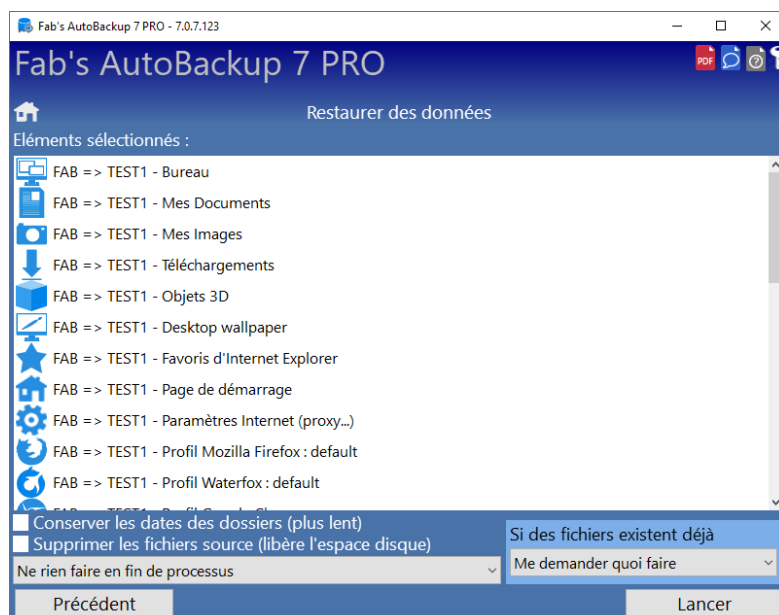 Fab's AutoBackup 7 PRO - 7.0.7.123
Fab's AutoBackup 7 PRO
PDF
?
Restaurer des données
Eléments sélectionnés :
FAB => TEST1 - Bureau
FAB => TEST1 - Mes Documents
FAB => TEST1 - Mes Images
FAB => TEST1 - Téléchargements
FAB => TEST1 - Objets 3D
FAB => TEST1 - Desktop wallpaper
FAB => TEST1 - Favoris d'Internet Explorer
FAB => TEST1 - Page de démarrage
FAB => TEST1 - Paramètres Internet (proxy...)
FAB => TEST1 - Profil Mozilla Firefox : default
FAB => TEST1 - Profil Waterfox : default
Conserver les dates des dossiers (plus lent)
Supprimer les fichiers source (libère l'espace disque)
Ne rien faire en fin de processus
Si des fichiers existent déjà
Me demander quoi faire
Précédent
Lancer